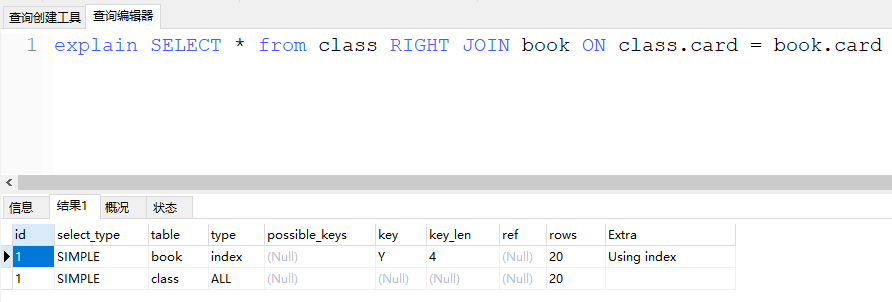 查询创建工具 查询编辑器
1 explain SELECT * from class RIGHT JOIN book ON class.card = book.card
信息 结果1 概况 状态
id select_type table type possible_keys key key_len ref rows Extra
1 SIMPLE book index (Null) Y 4 (Null) 20 Using index
1 SIMPLE class ALL (Null) (Null) (Null) (Null) 20